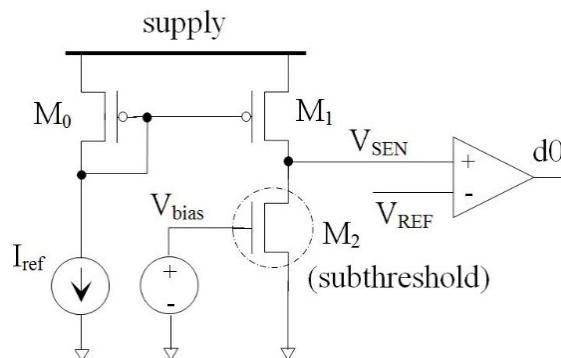 supply
M0
M1
VSEN
d0
+
-
VREF
Vbias
M2
(subthreshold)
Iref
+
-